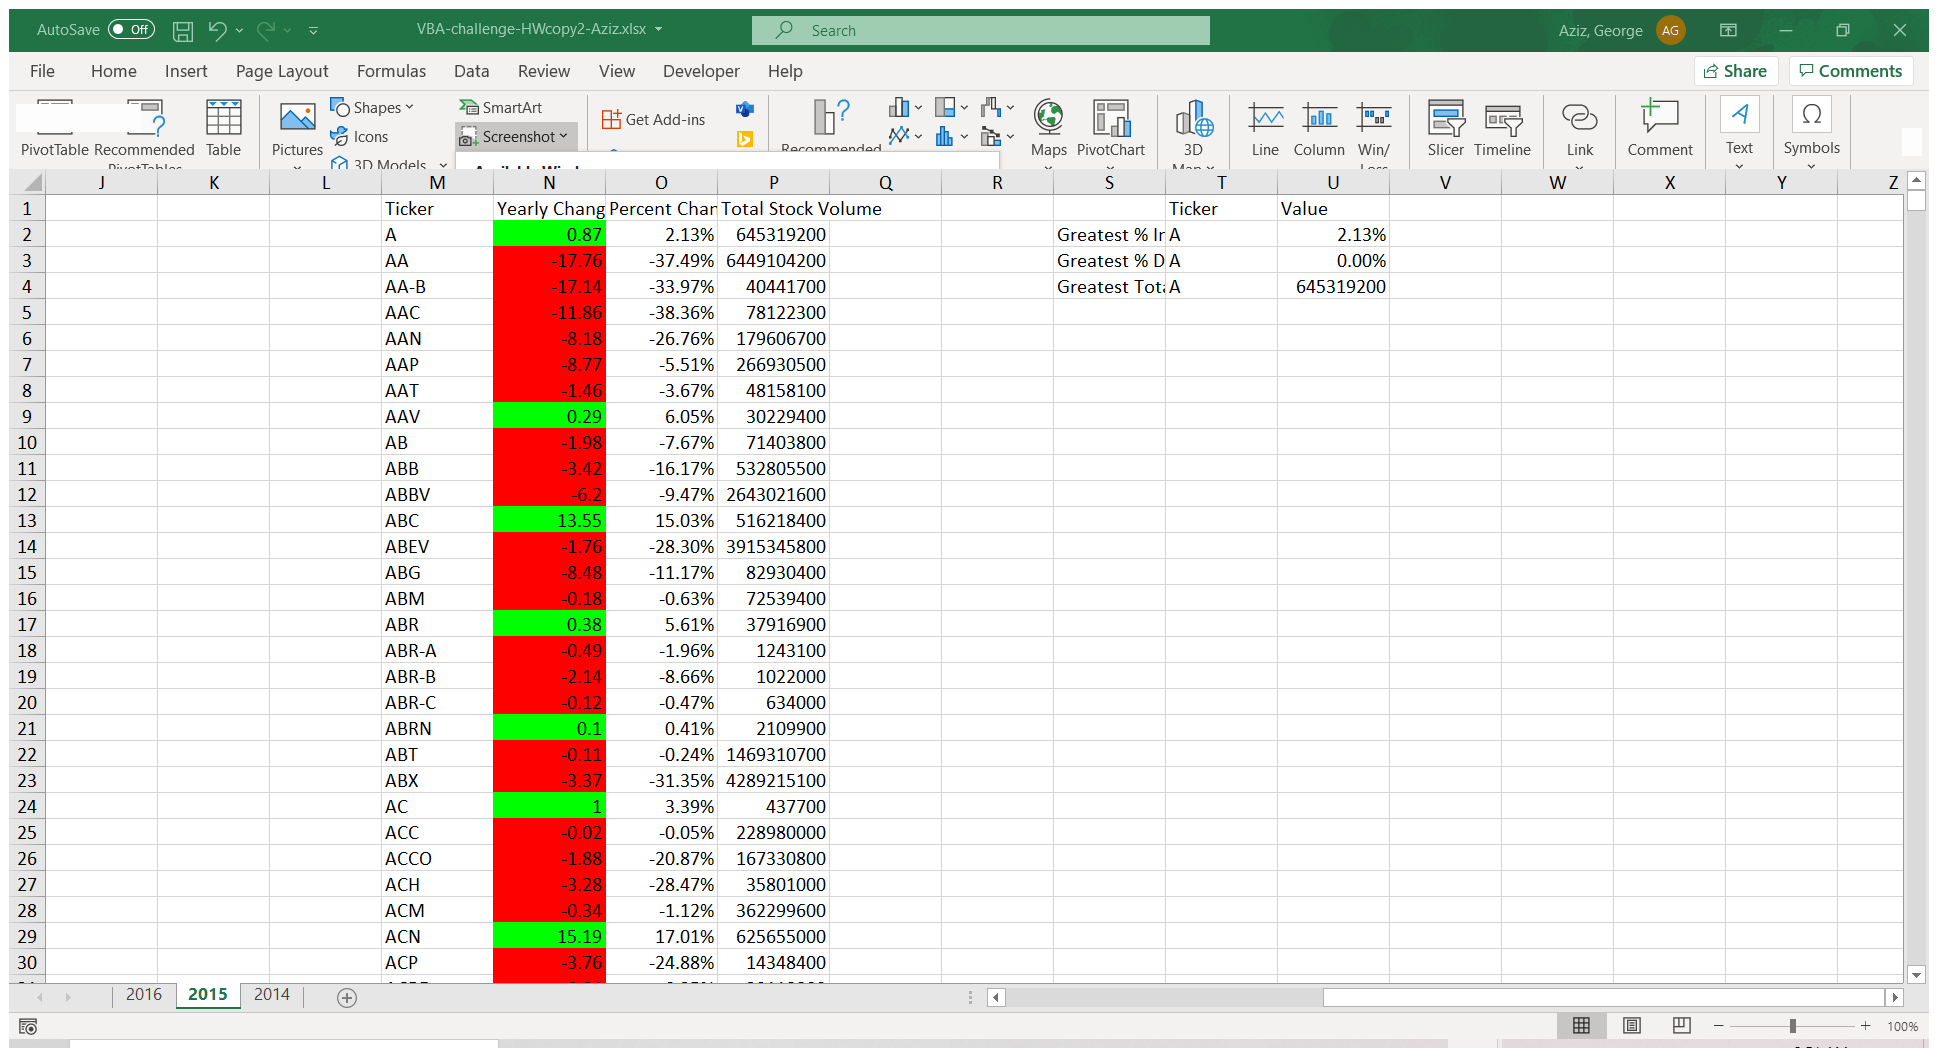 AutoSave Off VBA-challenge-HWcopy2-Aziz.xlsx Search Aziz, George AG
File Home Insert Page Layout Formulas Data Review View Developer Help Share Comments
Shapes SmartArt
Get Add-ins
Icons Screenshot
PivotTable Recommended Table Pictures Recommended Maps PivotChart 3D Line Column Win/ Slicer Timeline Link Comment Text Symbols
PivotTables 3D Models Map Loss
J K L M N O P Q R S T U V W X Y Z
1 Ticker Yearly Chang Percent Char Total Stock Volume Ticker Value
2 A 0.87 2.13% 645319200 Greatest % Ir A 2.13%
3 AA -17.76 -37.49% 6449104200 Greatest % D A 0.00%
4 AA-B -17.14 -33.97% 40441700 Greatest Tota A 645319200
5 AAC -11.86 -38.36% 78122300
6 AAN -8.18 -26.76% 179606700
7 AAP -8.77 -5.51% 266930500
8 AAT -1.46 -3.67% 48158100
9 AAV 0.29 6.05% 30229400
10 AB -1.98 -7.67% 71403800
11 ABB -3.42 -16.17% 532805500
12 ABBV -6.2 -9.47% 2643021600
13 ABC 13.55 15.03% 516218400
14 ABEV -1.76 -28.30% 3915345800
15 ABG -8.48 -11.17% 82930400
16 ABM -0.18 -0.63% 72539400
17 ABR 0.38 5.61% 37916900
18 ABR-A -0.49 -1.96% 1243100
19 ABR-B -2.14 -8.66% 1022000
20 ABR-C -0.12 -0.47% 634000
21 ABRN 0.1 0.41% 2109900
22 ABT -0.11 -0.24% 1469310700
23 ABX -3.37 -31.35% 4289215100
24 AC 1 3.39% 437700
25 ACC -0.02 -0.05% 228980000
26 ACCO -1.88 -20.87% 167330800
27 ACH -3.28 -28.47% 35801000
28 ACM -0.34 -1.12% 362299600
29 ACN 15.19 17.01% 625655000
30 ACP -3.76 -24.88% 14348400
2016 2015 2014
100%